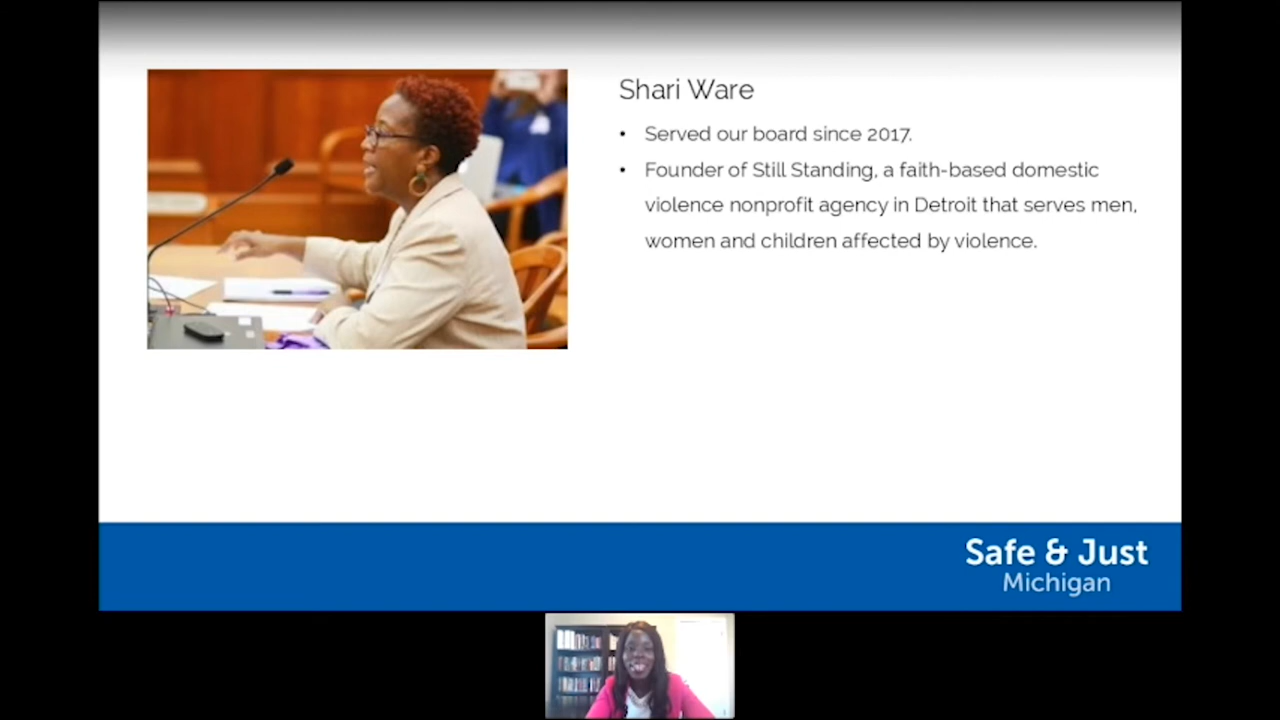 Shari Ware
• Served our board since 2017.
• Founder of Still Standing, a faith-based domestic
violence nonprofit agency in Detroit that serves men,
women and children affected by violence.
Safe & Just
Michigan